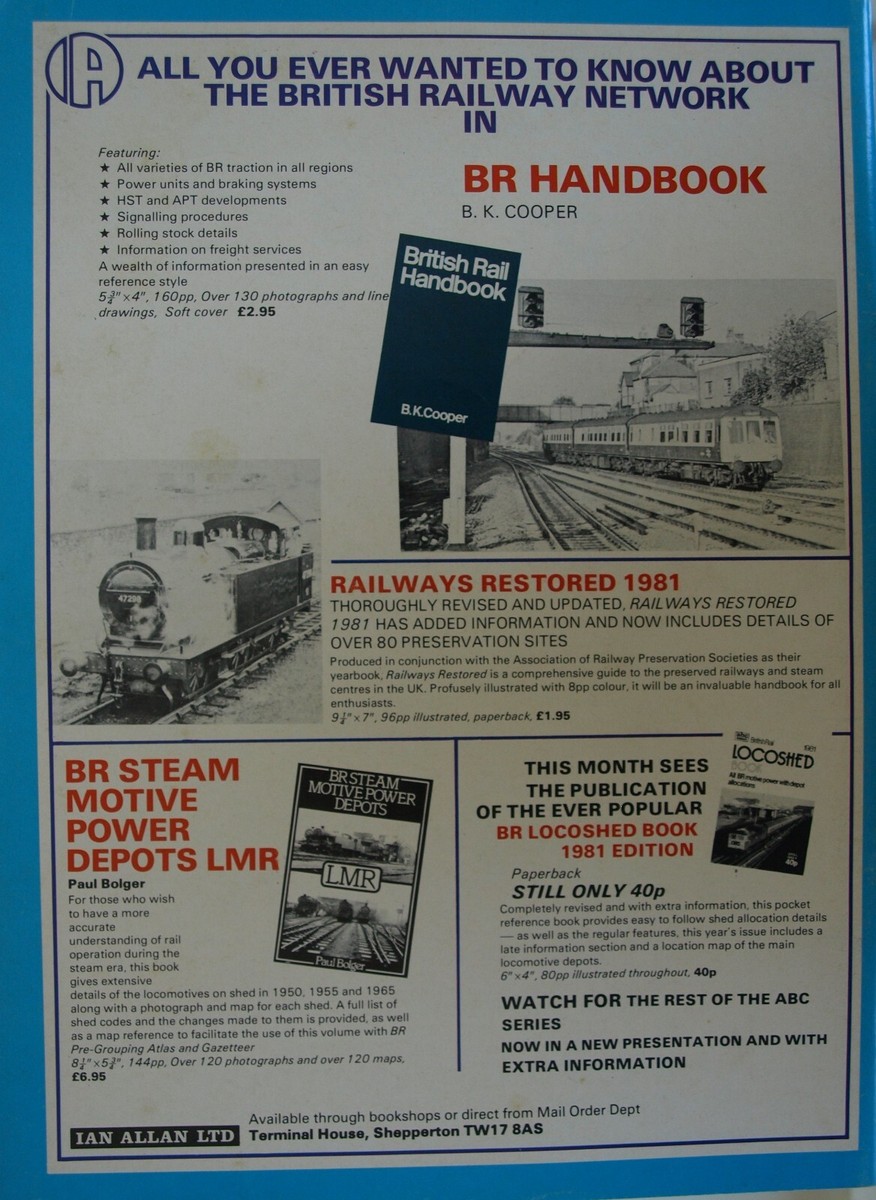 IA
ALL YOU EVER WANTED TO KNOW ABOUT
THE BRITISH RAILWAY NETWORK
IN
Featuring:
★ All varieties of BR traction in all regions
★ Power units and braking systems
★ HST and APT developments
★ Signalling procedures
★ Rolling stock details
★ Information on freight services
A wealth of information presented in an easy
reference style
5¾"×4", 160pp, Over 130 photographs and line
drawings, Soft cover £2.95
BR HANDBOOK
B. K. COOPER
British Rail
Handbook
B.K.Cooper
47298
RAILWAYS RESTORED 1981
THOROUGHLY REVISED AND UPDATED, RAILWAYS RESTORED
1981 HAS ADDED INFORMATION AND NOW INCLUDES DETAILS OF
OVER 80 PRESERVATION SITES
Produced in conjunction with the Association of Railway Preservation Societies as their
yearbook, Railways Restored is a comprehensive guide to the preserved railways and steam
centres in the UK. Profusely illustrated with 8pp colour, it will be an invaluable handbook for all
enthusiasts.
9¼"×7", 96pp illustrated, paperback, £1.95
BR STEAM
MOTIVE
POWER
DEPOTS LMR
Paul Bolger
For those who wish
to have a more
accurate
understanding of rail
operation during the
steam era, this book
gives extensive
details of the locomotives on shed in 1950, 1955 and 1965
along with a photograph and map for each shed. A full list of
shed codes and the changes made to them is provided, as well
as a map reference to facilitate the use of this volume with BR
Pre-Grouping Atlas and Gazetteer
8¼"×5¾", 144pp, Over 120 photographs and over 120 maps,
£6.95
BR STEAM
MOTIVE POWER
DEPOTS
LMR
Paul Bolger
THIS MONTH SEES
THE PUBLICATION
OF THE EVER POPULAR
BR LOCOSHED BOOK
1981 EDITION
Paperback
STILL ONLY 40p
Completely revised and with extra information, this pocket
reference book provides easy to follow shed allocation details
— as well as the regular features, this year's issue includes a
late information section and a location map of the main
locomotive depots.
6"×4", 80pp illustrated throughout, 40p
WATCH FOR THE REST OF THE ABC
SERIES
NOW IN A NEW PRESENTATION AND WITH
EXTRA INFORMATION
British Rail 1981
LOCOSHED
BOOK
All BR motive power with depot
allocations
40p
IAN ALLAN LTD
Available through bookshops or direct from Mail Order Dept
Terminal House, Shepperton TW17 8AS